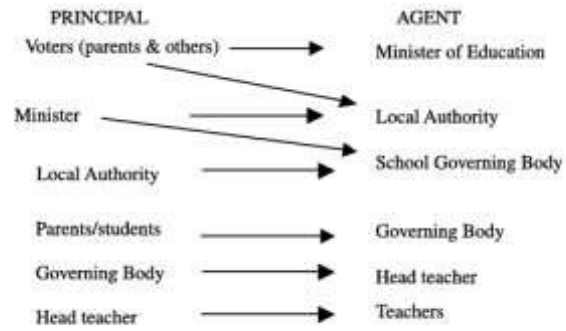 PRINCIPAL AGENT
Voters (parents & others) Minister of Education
Minister Local Authority
Local Authority School Governing Body
Parents/students Governing Body
Governing Body Head teacher
Head teacher Teachers